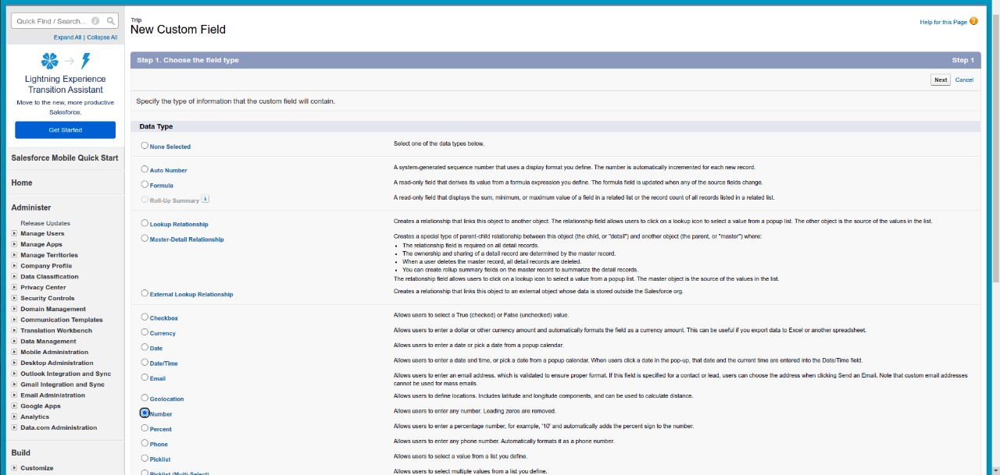 Quick Find / Search...
Expand All | Collapse All
Lightning Experience
Transition Assistant
Move to the new, more productive
Salesforce.
Get Started
Salesforce Mobile Quick Start
Home
Administer
Release Updates
Manage Users
Manage Apps
Manage Territories
Company Profile
Data Classification
Privacy Center
Security Controls
Domain Management
Communication Templates
Translation Workbench
Data Management
Mobile Administration
Desktop Administration
Outlook Integration and Sync
Gmail Integration and Sync
Email Administration
Google Apps
Analytics
Data.com Administration
Build
Customize
Trip
New Custom Field
Help for this Page
Step 1. Choose the field type Step 1
Next Cancel
Specify the type of information that the custom field will contain.
Data Type
None Selected Select one of the data types below.
Auto Number A system-generated sequence number that uses a display format you define. The number is automatically incremented for each new record.
Formula A read-only field that derives its value from a formula expression you define. The formula field is updated when any of the source fields change.
Roll-Up Summary A read-only field that displays the sum, minimum, or maximum value of a field in a related list or the record count of all records listed in a related list.
Lookup Relationship Creates a relationship that links this object to another object. The relationship field allows users to click on a lookup icon to select a value from a popup list. The other object is the source of the values in the list.
Master-Detail Relationship Creates a special type of parent-child relationship between this object (the child, or "detail") and another object (the parent, or "master") where:
• The relationship field is required on all detail records.
• The ownership and sharing of a detail record are determined by the master record.
• When a user deletes the master record, all detail records are deleted.
• You can create rollup summary fields on the master record to summarize the detail records.
The relationship field allows users to click on a lookup icon to select a value from a popup list. The master object is the source of the values in the list.
External Lookup Relationship Creates a relationship that links this object to an external object whose data is stored outside the Salesforce org.
Checkbox Allows users to select a True (checked) or False (unchecked) value.
Currency Allows users to enter a dollar or other currency amount and automatically formats the field as a currency amount. This can be useful if you export data to Excel or another spreadsheet.
Date Allows users to enter a date or pick a date from a popup calendar.
Date/Time Allows users to enter a date and time, or pick a date from a popup calendar. When users click a date in the pop-up, that date and the current time are entered into the Date/Time field.
Email Allows users to enter an email address, which is validated to ensure proper format. If this field is specified for a contact or lead, users can choose the address when clicking Send an Email. Note that custom email addresses
cannot be used for mass emails.
Geolocation Allows users to define locations. Includes latitude and longitude components, and can be used to calculate distance.
Number Allows users to enter any number. Leading zeros are removed.
Percent Allows users to enter a percentage number, for example, '10' and automatically adds the percent sign to the number.
Phone Allows users to enter any phone number. Automatically formats it as a phone number.
Picklist Allows users to select a value from a list you define.
Picklist (Multi-Select) Allows users to select multiple values from a list you define.